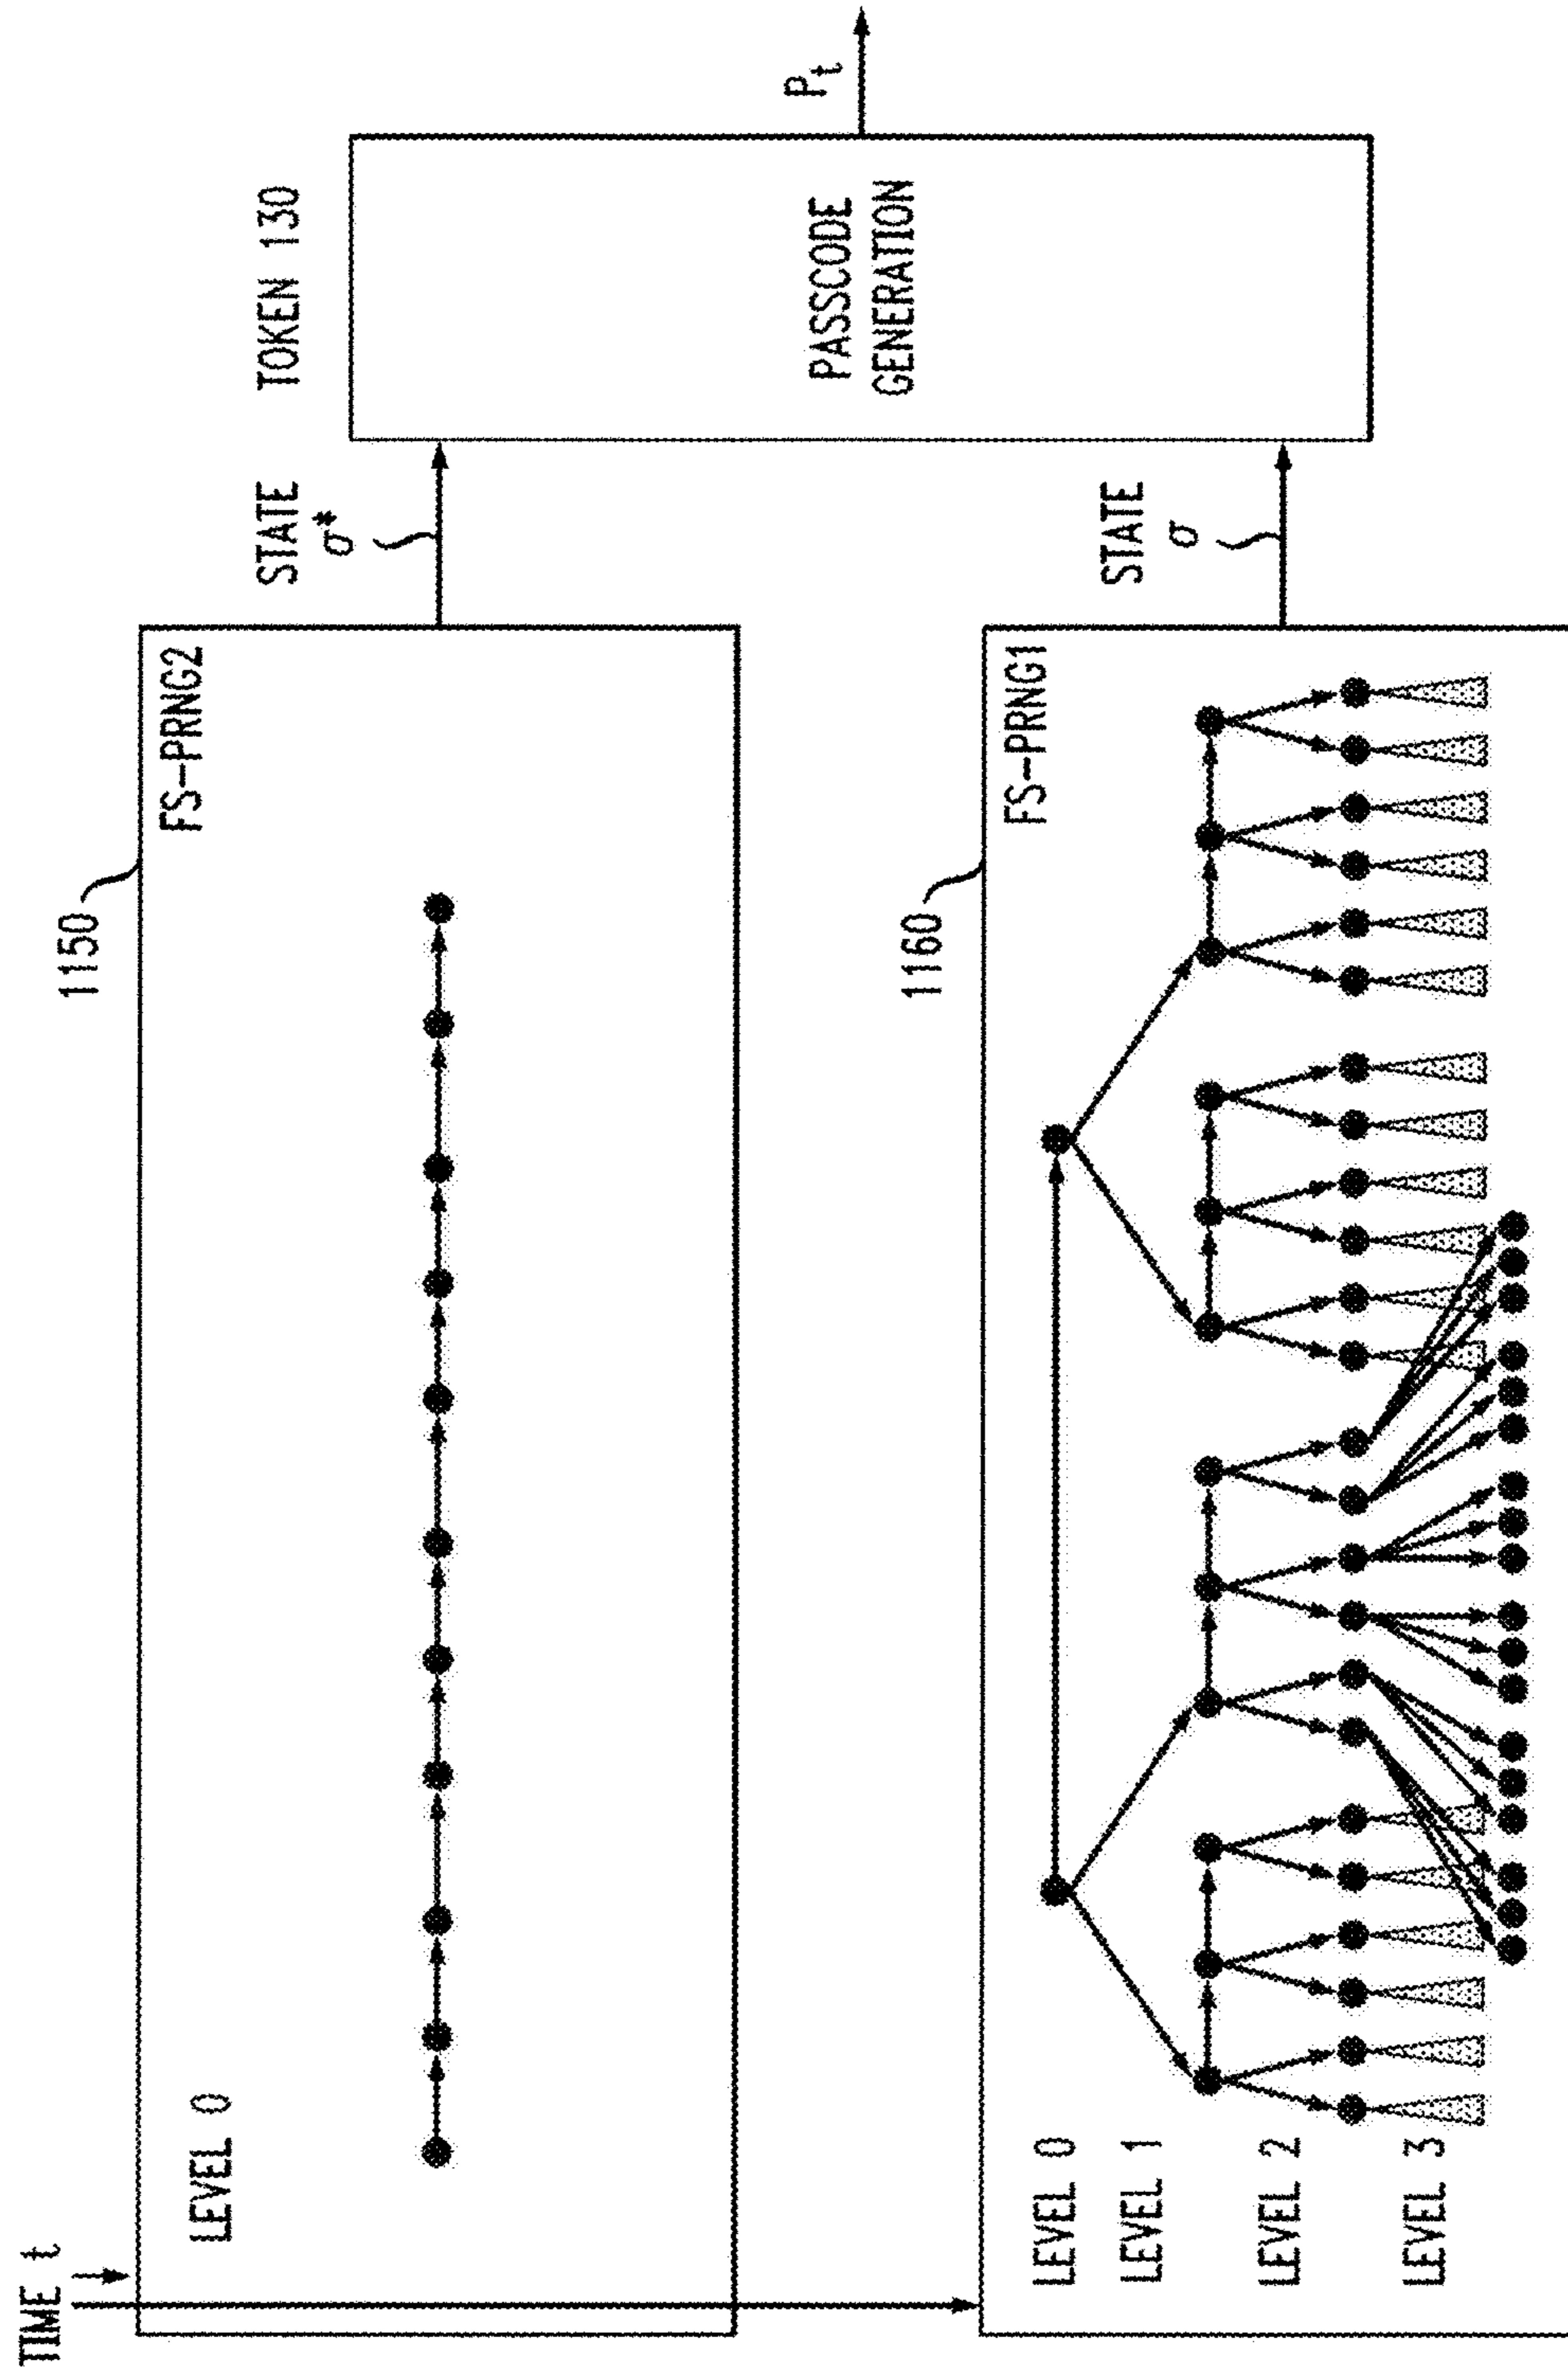 TIME t
1150
FS-PRNG2
LEVEL 0
STATE
σ*
TOKEN 130
PASSCODE
GENERATION
Pt
1160
FS-PRNG1
LEVEL 0
LEVEL 1
LEVEL 2
LEVEL 3
STATE
σ